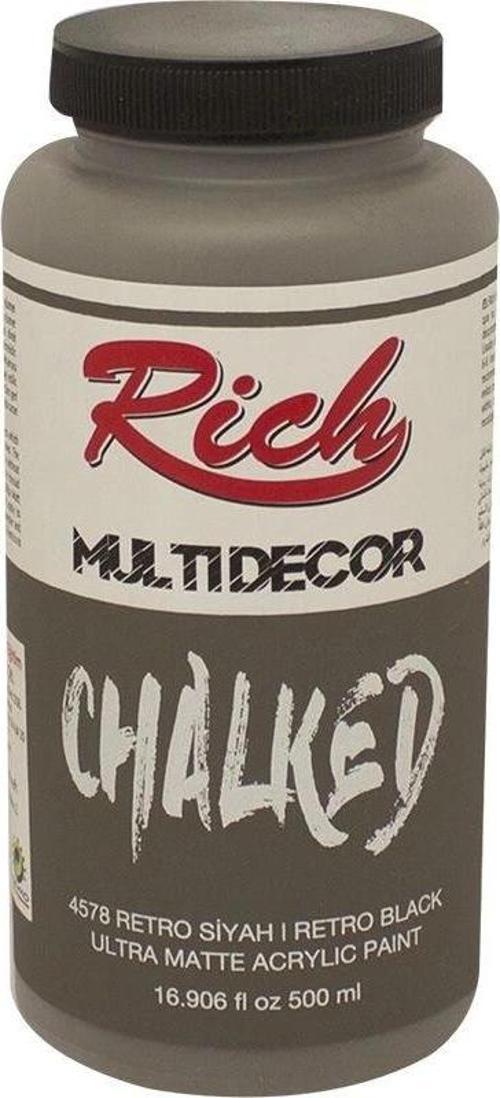 Rich
MULTIDECOR
CHALKED
4578 RETRO SİYAH | RETRO BLACK
ULTRA MATTE ACRYLIC PAINT
16.906 fl oz 500 ml